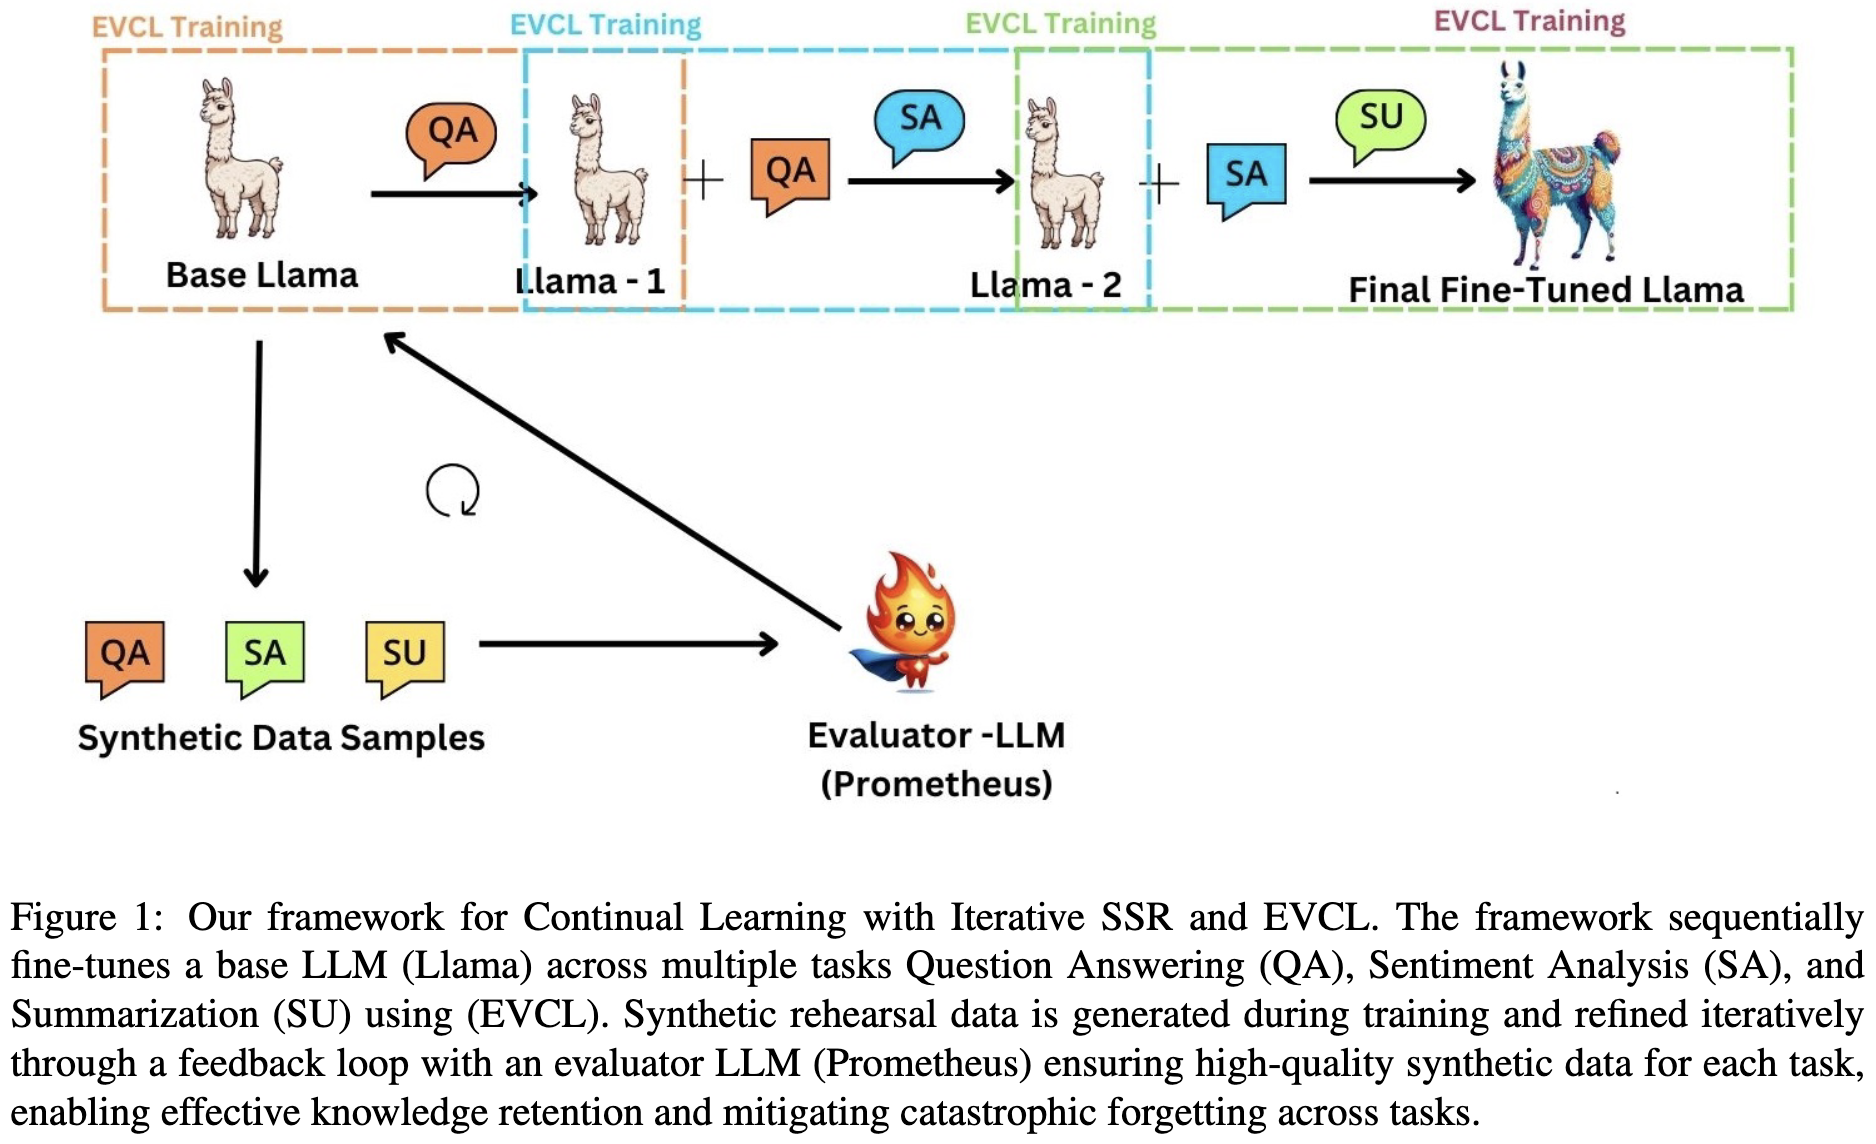 EVCL Training
EVCL Training
EVCL Training
EVCL Training
QA
QA
SA
SA
SU
Base Llama
Llama - 1
Llama - 2
Final Fine-Tuned Llama
QA
SA
SU
Synthetic Data Samples
Evaluator -LLM
(Prometheus)
Figure 1: Our framework for Continual Learning with Iterative SSR and EVCL. The framework sequentially
fine-tunes a base LLM (Llama) across multiple tasks Question Answering (QA), Sentiment Analysis (SA), and
Summarization (SU) using (EVCL). Synthetic rehearsal data is generated during training and refined iteratively
through a feedback loop with an evaluator LLM (Prometheus) ensuring high-quality synthetic data for each task,
enabling effective knowledge retention and mitigating catastrophic forgetting across tasks.